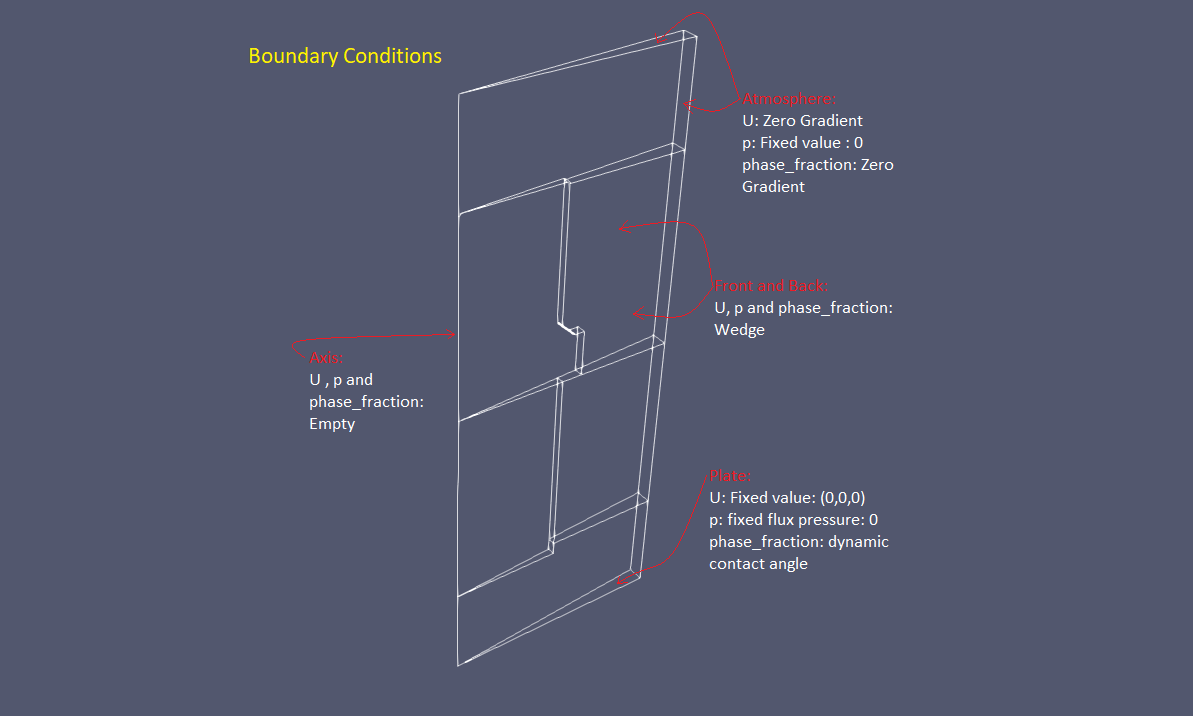 Boundary Conditions
Atmosphere:
U: Zero Gradient
p: Fixed value : 0
phase_fraction: Zero
Gradient
Front and Back:
U, p and phase_fraction:
Wedge
Axis:
U , p and
phase_fraction:
Empty
Plate:
U: Fixed value: (0,0,0)
p: fixed flux pressure: 0
phase_fraction: dynamic
contact angle